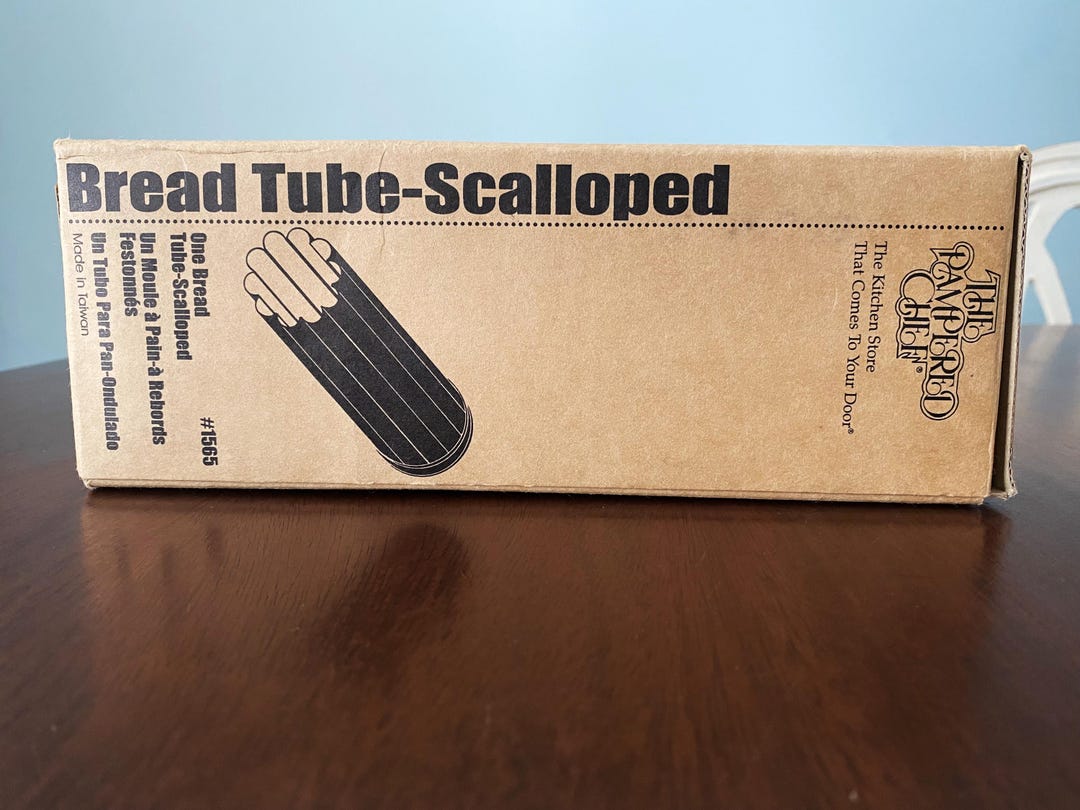 Bread Tube-Scalloped
THE
PAMPERED
CHEF®
The Kitchen Store
That Comes To Your Door®
One Bread
Tube-Scalloped
#1565
Un Moule à Pain-à Rebords
Festonnés
Un Tubo Para Pan-Ondulado
Made in Taiwan